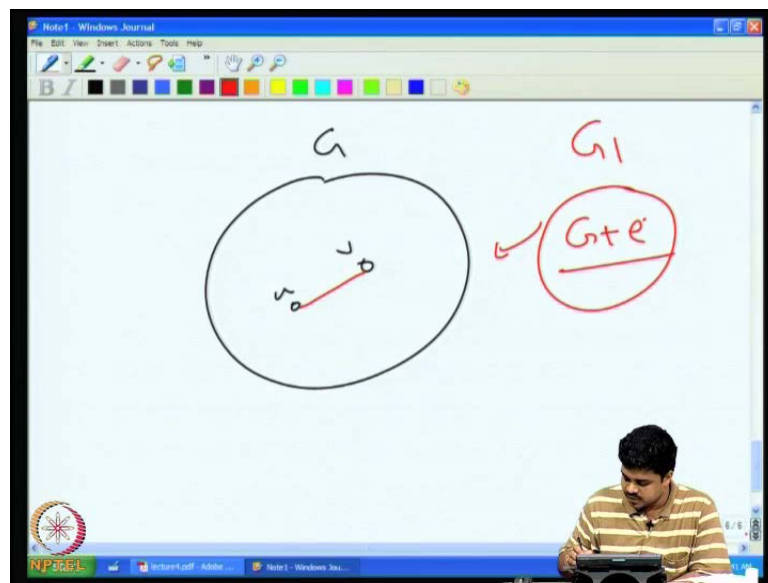 Note1 - Windows Journal
File Edit View Insert Actions Tools Help
B I
G
G1
G+e
v
u
6/6
NPTEL
lecture4.pdf - Adobe ...
Note1 - Windows Jou...